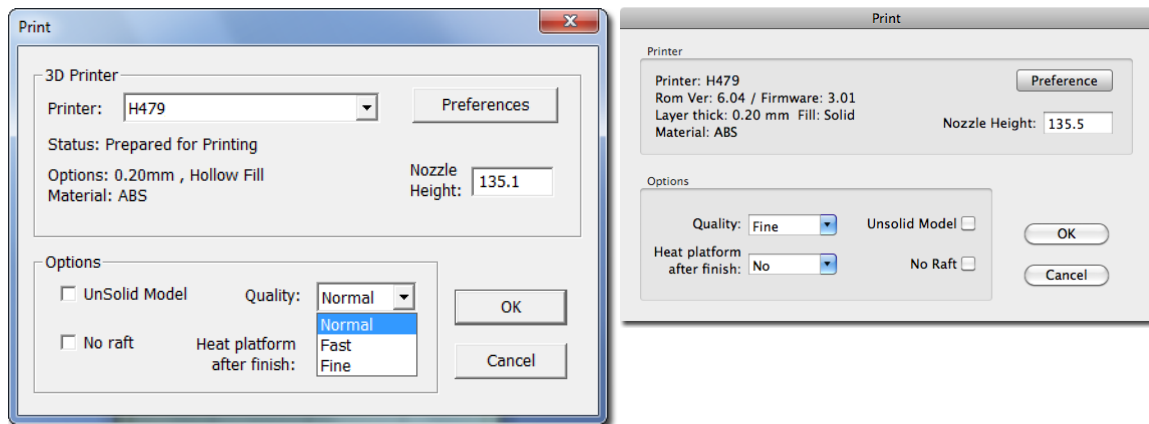 Print
3D Printer
Printer: H479
Preferences
Status: Prepared for Printing
Options: 0.20mm , Hollow Fill
Material: ABS
Nozzle
Height: 135.1
Options
UnSolid Model
Quality: Normal
Normal
Fast
Fine
No raft
Heat platform
after finish:
OK
Cancel
Print
Printer
Printer: H479
Rom Ver: 6.04 / Firmware: 3.01
Layer thick: 0.20 mm Fill: Solid
Material: ABS
Preference
Nozzle Height: 135.5
Options
Quality: Fine
Unsolid Model
Heat platform
after finish: No
No Raft
OK
Cancel